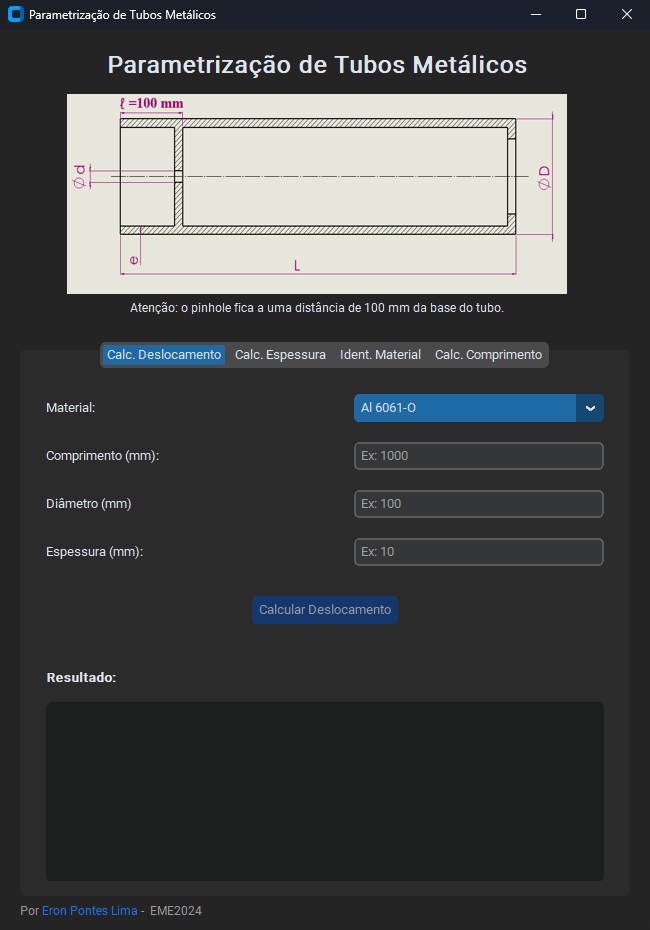 Parametrização de Tubos Metálicos
Parametrização de Tubos Metálicos
ℓ =100 mm
∅d
∅D
e
L
Atenção: o pinhole fica a uma distância de 100 mm da base do tubo.
Calc. Deslocamento Calc. Espessura Ident. Material Calc. Comprimento
Material: Al 6061-O
Comprimento (mm): Ex: 1000
Diâmetro (mm) Ex: 100
Espessura (mm): Ex: 10
Calcular Deslocamento
Resultado:
Por Eron Pontes Lima - EME2024